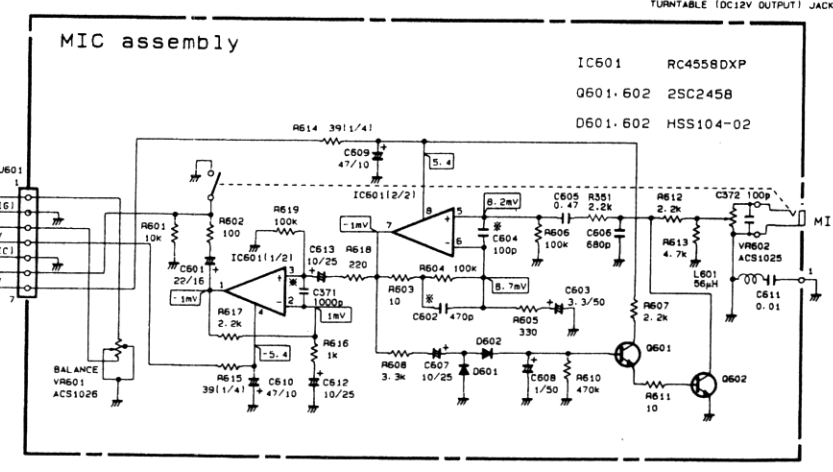 TURNTABLE (DC12V OUTPUT) JACK
MIC assembly
IC601 RC4558DXP
Q601, 602 2SC2458
D601, 602 HSS104-02
R614 39(1/4)
C609
47/10
5.4
IC601(2/2)
8
5
6
7
8.2mV
-1mV
C604
100p
R606
100k
C605
0.47
R351
2.2k
C606
680p
R612
2.2k
R613
4.7k
C372 100p
VR602
ACS1025
MI
L601
56μH
C611
0.01
1
1
7
R601
10k
R602
100
C601
22/16
-1mV
IC601(1/2)
1
3
2
4
R619
100k
C613
10/25
C371
1000p
1mV
R618
220
R603
10
R604 100k
※
※
※
C602 470p
8.7mV
R605
330
C603
3.3/50
R617
2.2k
-5.4
R616
1k
R615
39(1/4)
C610
47/10
C612
10/25
BALANCE
VR601
ACS1026
R608
3.3k
C607
10/25
D602
D601
C608
1/50
R610
470k
R607
2.2k
Q601
R611
10
Q602